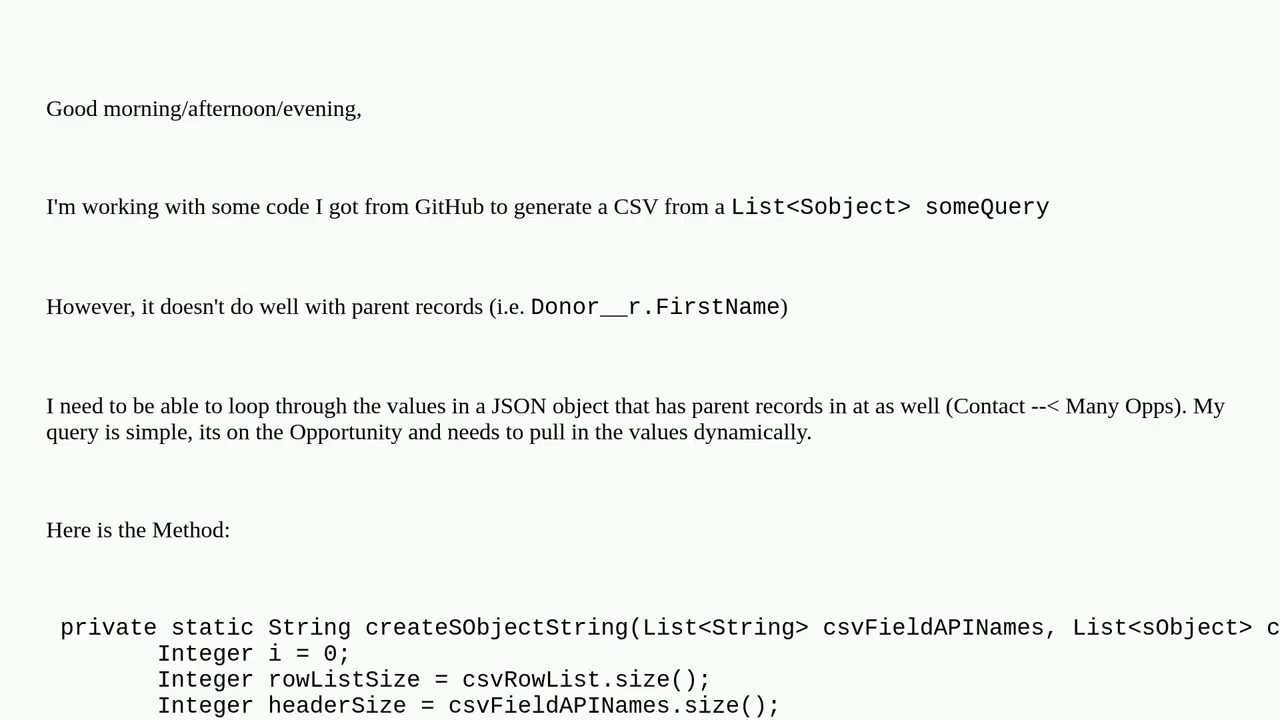 Good morning/afternoon/evening,
I'm working with some code I got from GitHub to generate a CSV from a List<Sobject> someQuery
However, it doesn't do well with parent records (i.e. Donor__r.FirstName)
I need to be able to loop through the values in a JSON object that has parent records in at as well (Contact --< Many Opps). My
query is simple, its on the Opportunity and needs to pull in the values dynamically.
Here is the Method:
private static String createSObjectString(List<String> csvFieldAPINames, List<sObject> c
Integer i = 0;
Integer rowListSize = csvRowList.size();
Integer headerSize = csvFieldAPINames.size();